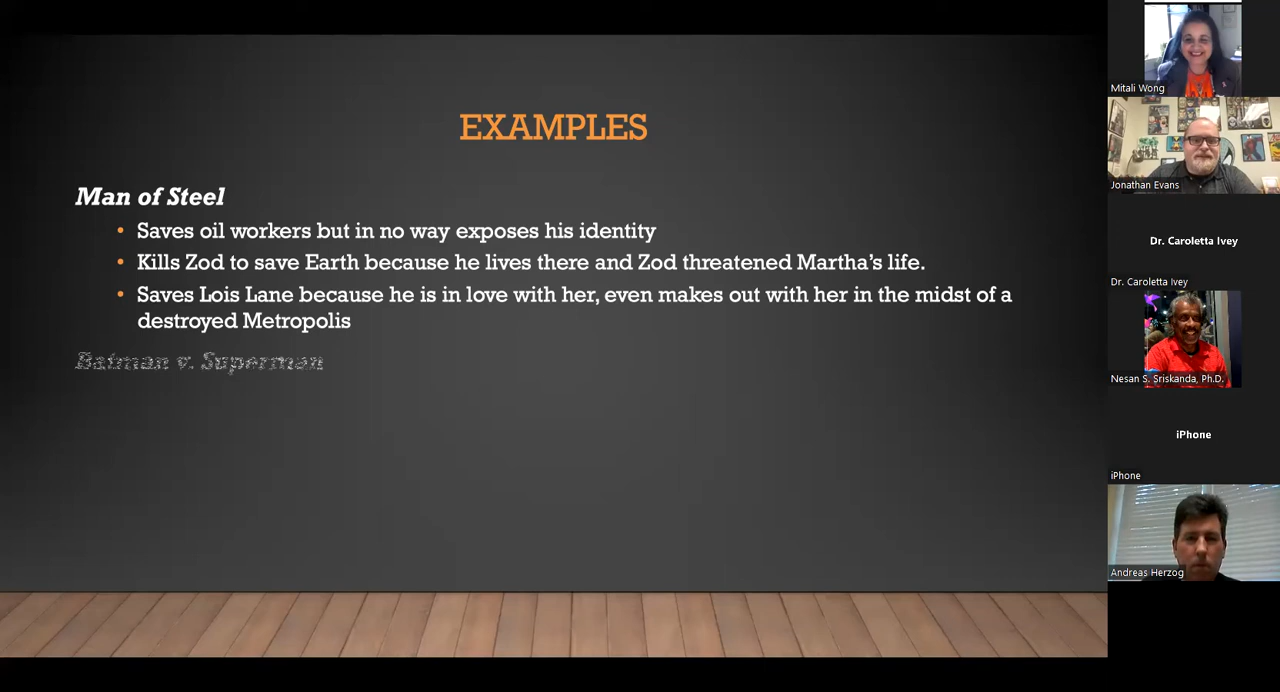 EXAMPLES
Man of Steel
• Saves oil workers but in no way exposes his identity
• Kills Zod to save Earth because he lives there and Zod threatened Martha's life.
• Saves Lois Lane because he is in love with her, even makes out with her in the midst of a
destroyed Metropolis
Batman v. Superman
Mitali Wong
Jonathan Evans
Dr. Caroletta Ivey
Dr. Caroletta Ivey
Nesan S. Sriskanda, Ph.D.
iPhone
iPhone
Andreas Herzog